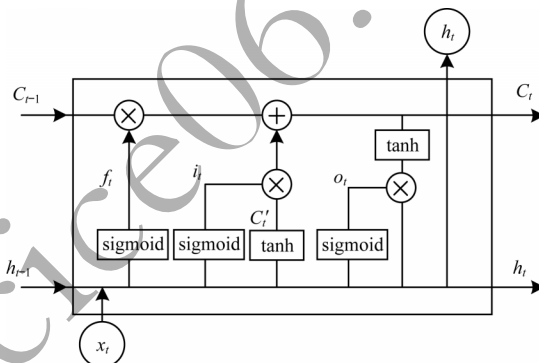 h_t
C_{t-1}
C_t
tanh
f_t
i_t
o_t
C_t'
sigmoid
sigmoid
tanh
sigmoid
h_{t-1}
h_t
x_t